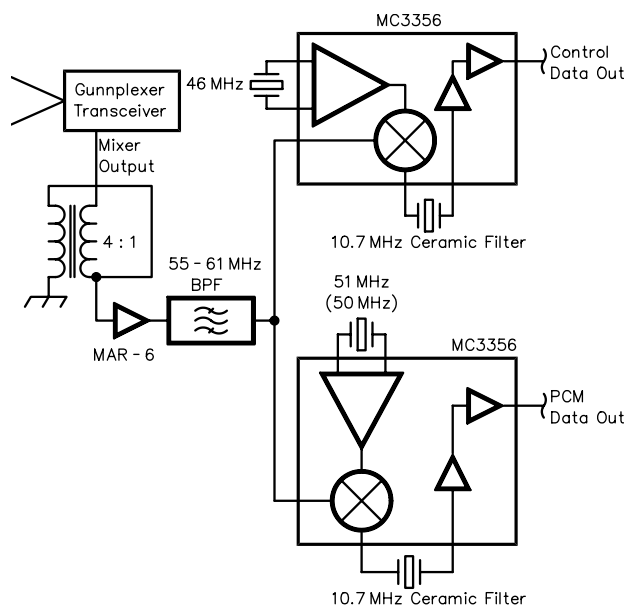 MC3356
46 MHz
Control
Data Out
Gunnplexer
Transceiver
Mixer
Output
4 : 1
10.7 MHz Ceramic Filter
55 - 61 MHz
BPF
51 MHz
(50 MHz)
MAR - 6
MC3356
PCM
Data Out
10.7 MHz Ceramic Filter